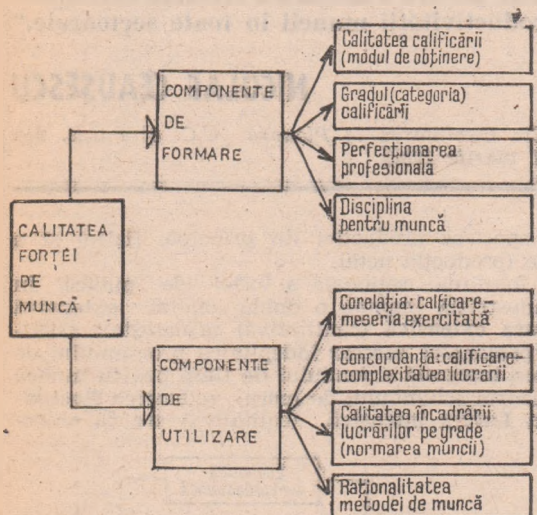 CALITATEA
FORTEI
DE
MUNCĂ
COMPONENTE
DE
FORMARE
Calitatea calificării
(modul de obținere)
Gradul (categoria)
calificării
Perfecționarea
profesională
Disciplina
pentru muncă
COMPONENTE
DE
UTILIZARE
Corelația: calficare-
meseria exercitată
Concordanța: calificare-
complexitatea lucrării
Calitatea încadrării
lucrărilor pe grade
(normarea muncii)
Raționalitatea
metodei de muncă